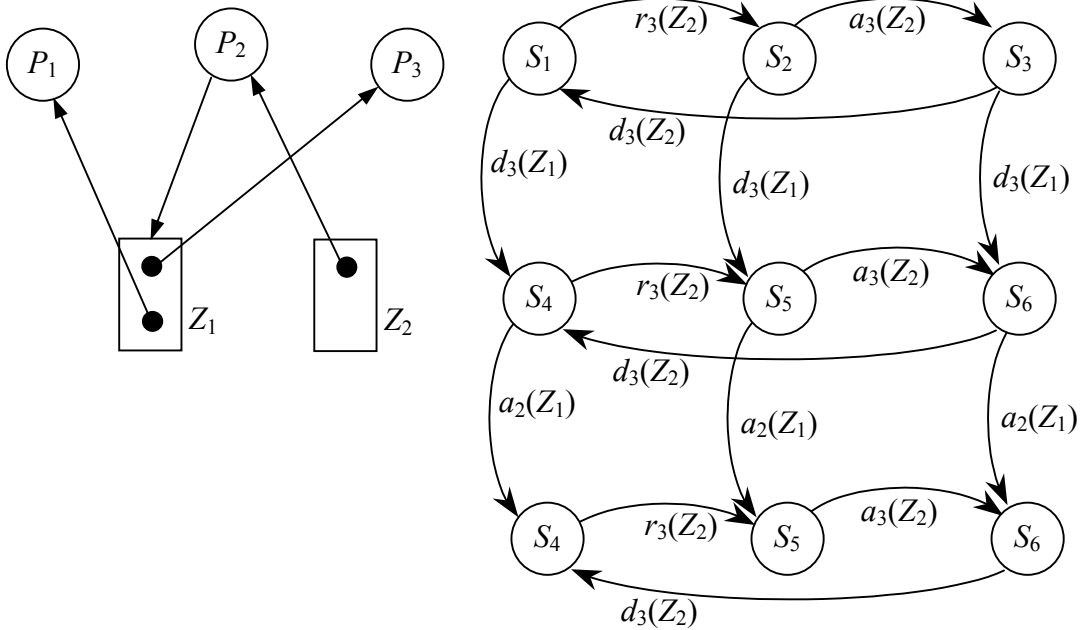 P₁
P₂
P₃
Z₁
Z₂
r₃(Z₂)
a₃(Z₂)
S₁
S₂
S₃
d₃(Z₂)
d₃(Z₁)
d₃(Z₁)
d₃(Z₁)
a₃(Z₂)
r₃(Z₂)
S₄
S₅
S₆
d₃(Z₂)
a₂(Z₁)
a₂(Z₁)
a₂(Z₁)
r₃(Z₂)
a₃(Z₂)
S₄
S₅
S₆
d₃(Z₂)